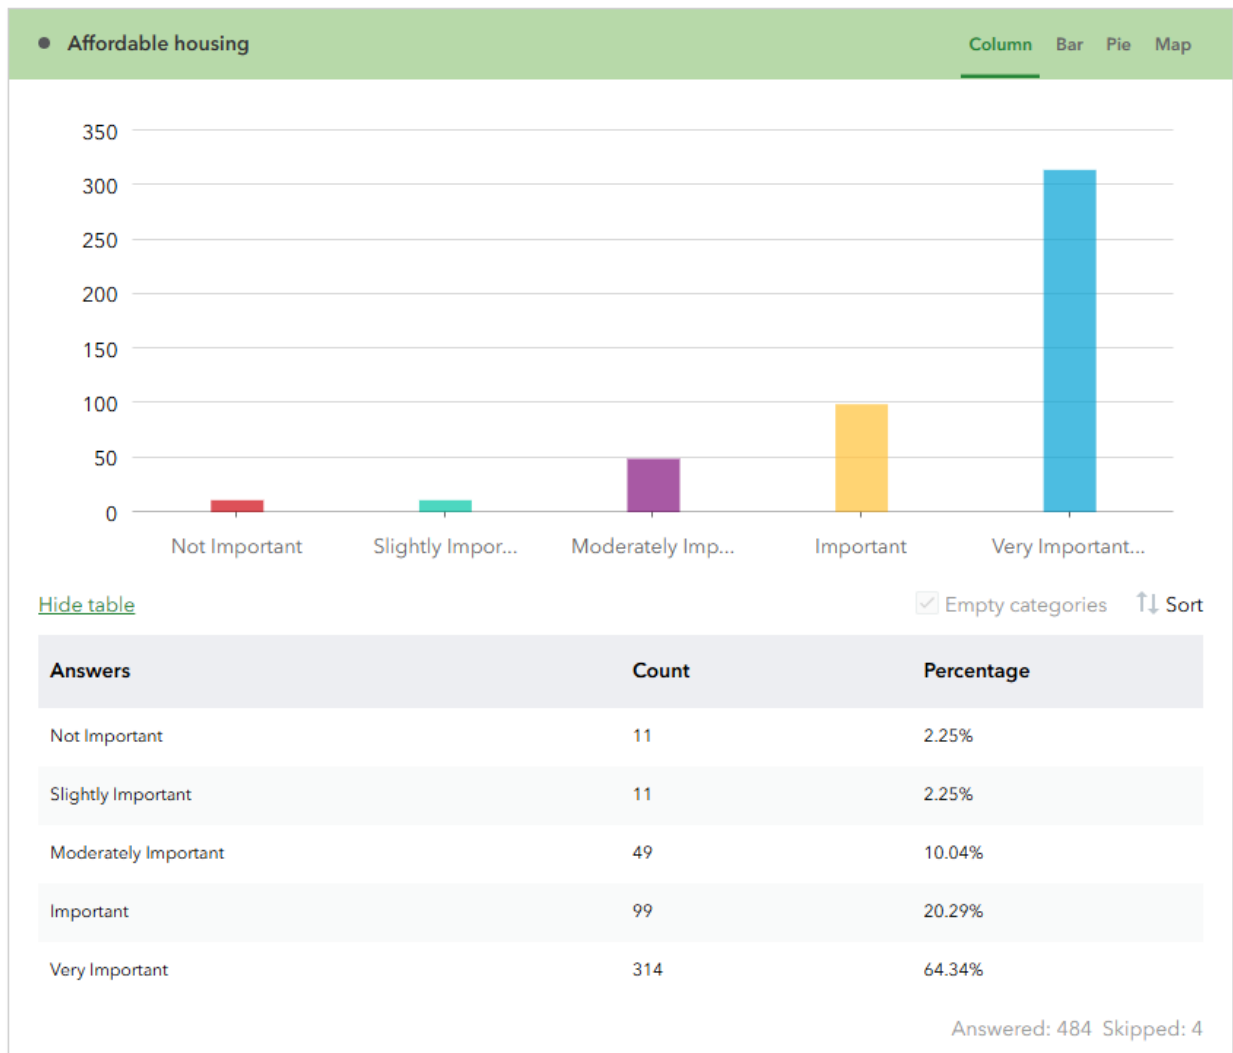 Affordable housing
Column Bar Pie Map
350
300
250
200
150
100
50
0
Not Important Slightly Impor... Moderately Imp... Important Very Important...
Hide table
Empty categories Sort
Answers Count Percentage
Not Important 11 2.25%
Slightly Important 11 2.25%
Moderately Important 49 10.04%
Important 99 20.29%
Very Important 314 64.34%
Answered: 484 Skipped: 4